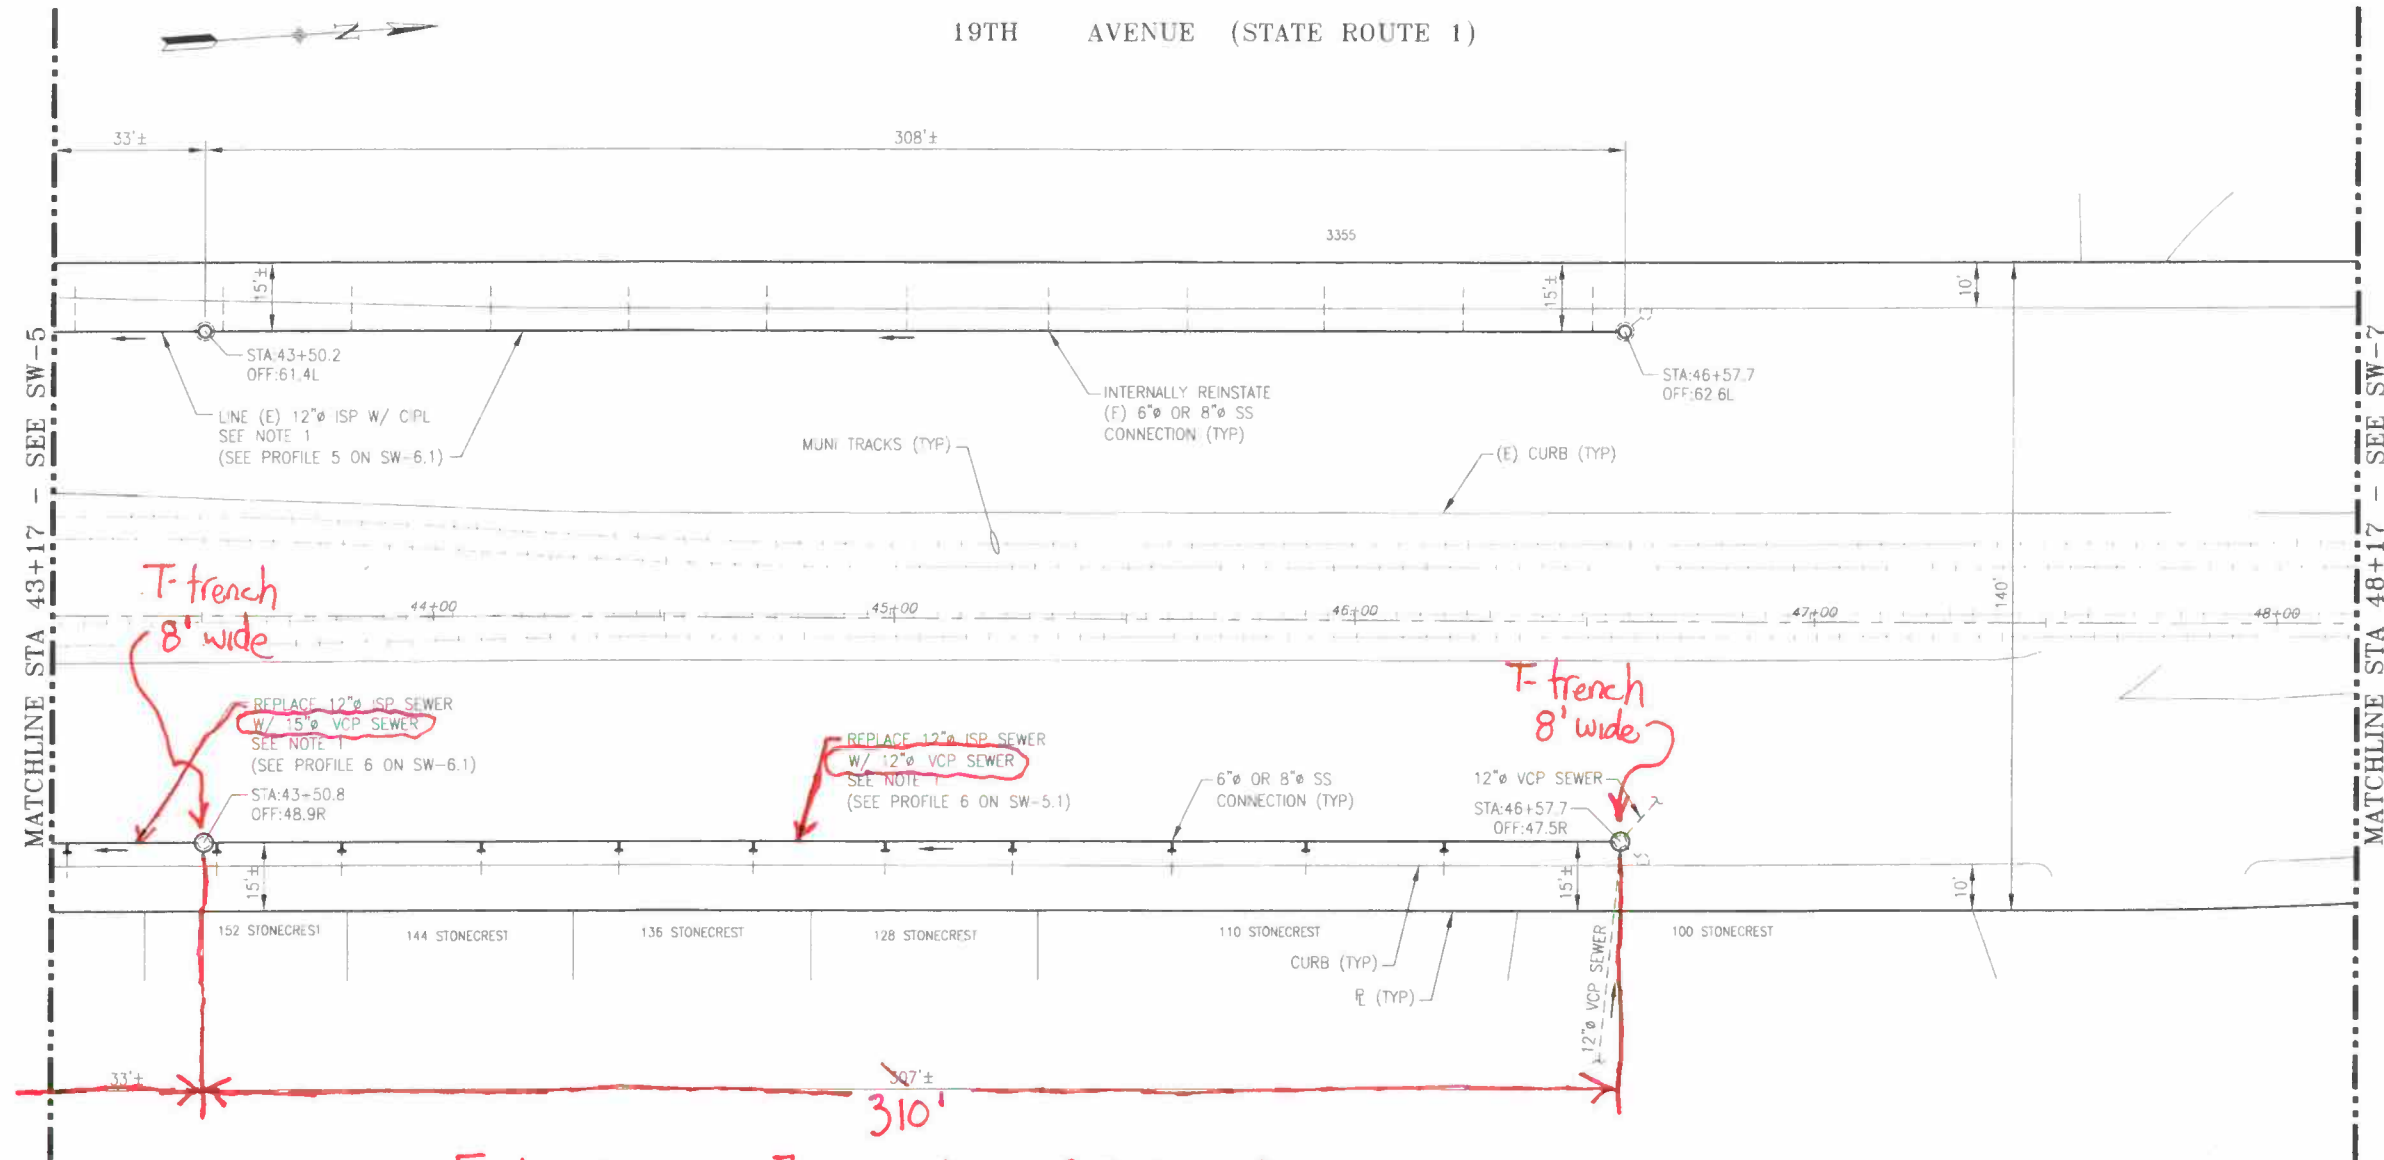 19TH AVENUE (STATE ROUTE 1)
N
33'±
308'±
3355
15'±
15'±
10'
STA:43+50.2
OFF:61.4L
STA:46+57.7
OFF:62.6L
LINE (E) 12"ø ISP W/ CIPL
SEE NOTE 1
(SEE PROFILE 5 ON SW-6.1)
INTERNALLY REINSTATE
(E) 6"ø OR 8"ø SS
CONNECTION (TYP)
MUNI TRACKS (TYP)
(E) CURB (TYP)
MATCHLINE STA 43+17 - SEE SW-5
MATCHLINE STA 48+17 - SEE SW-7
T-trench
8' wide
44+00
45+00
46+00
47+00
48+00
140'
T-trench
8' wide
REPLACE 12"ø ISP SEWER
W/ 15"ø VCP SEWER
SEE NOTE 1
(SEE PROFILE 6 ON SW-6.1)
REPLACE 12"ø ISP SEWER
W/ 12"ø VCP SEWER
SEE NOTE 1
(SEE PROFILE 6 ON SW-5.1)
6"ø OR 8"ø SS
CONNECTION (TYP)
12"ø VCP SEWER
STA:46+57.7
OFF:47.5R
STA:43+50.8
OFF:48.9R
15'±
15'±
10'
152 STONECREST
144 STONECREST
136 STONECREST
128 STONECREST
110 STONECREST
100 STONECREST
CURB (TYP)
PL (TYP)
12"ø VCP SEWER
33'±
307'±
310'